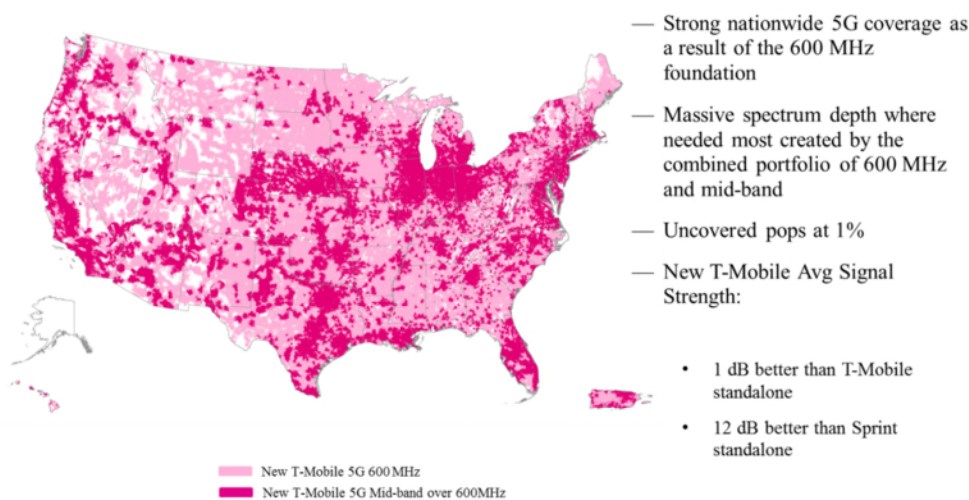 — Strong nationwide 5G coverage as
a result of the 600 MHz
foundation
— Massive spectrum depth where
needed most created by the
combined portfolio of 600 MHz
and mid-band
— Uncovered pops at 1%
— New T-Mobile Avg Signal
Strength:
• 1 dB better than T-Mobile
standalone
• 12 dB better than Sprint
standalone
New T-Mobile 5G 600 MHz
New T-Mobile 5G Mid-band over 600MHz